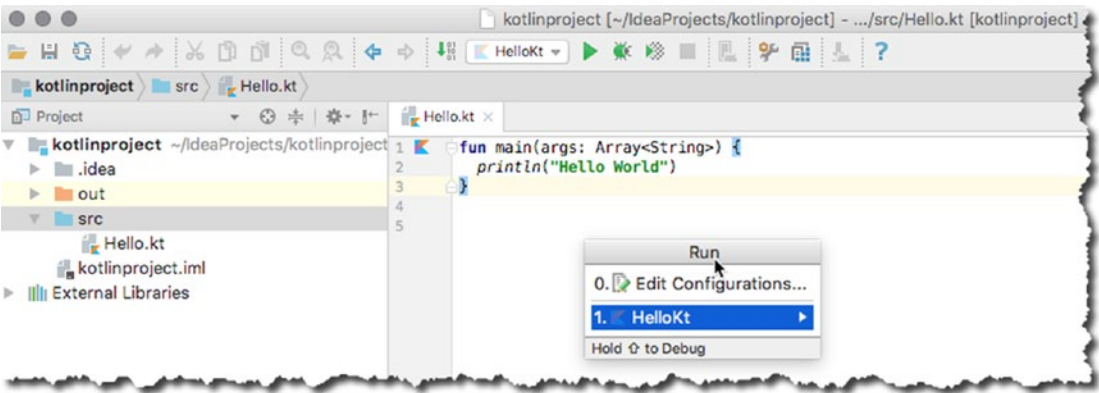 kotlinproject [~/IdeaProjects/kotlinproject] - .../src/Hello.kt [kotlinproject]
HelloKt
kotlinproject src Hello.kt
Project
Hello.kt
kotlinproject ~/IdeaProjects/kotlinproject
.idea
out
src
Hello.kt
kotlinproject.iml
External Libraries
1 fun main(args: Array<String>) {
2 println("Hello World")
3 }
4
5
Run
0. Edit Configurations...
1. HelloKt
Hold ⇧ to Debug